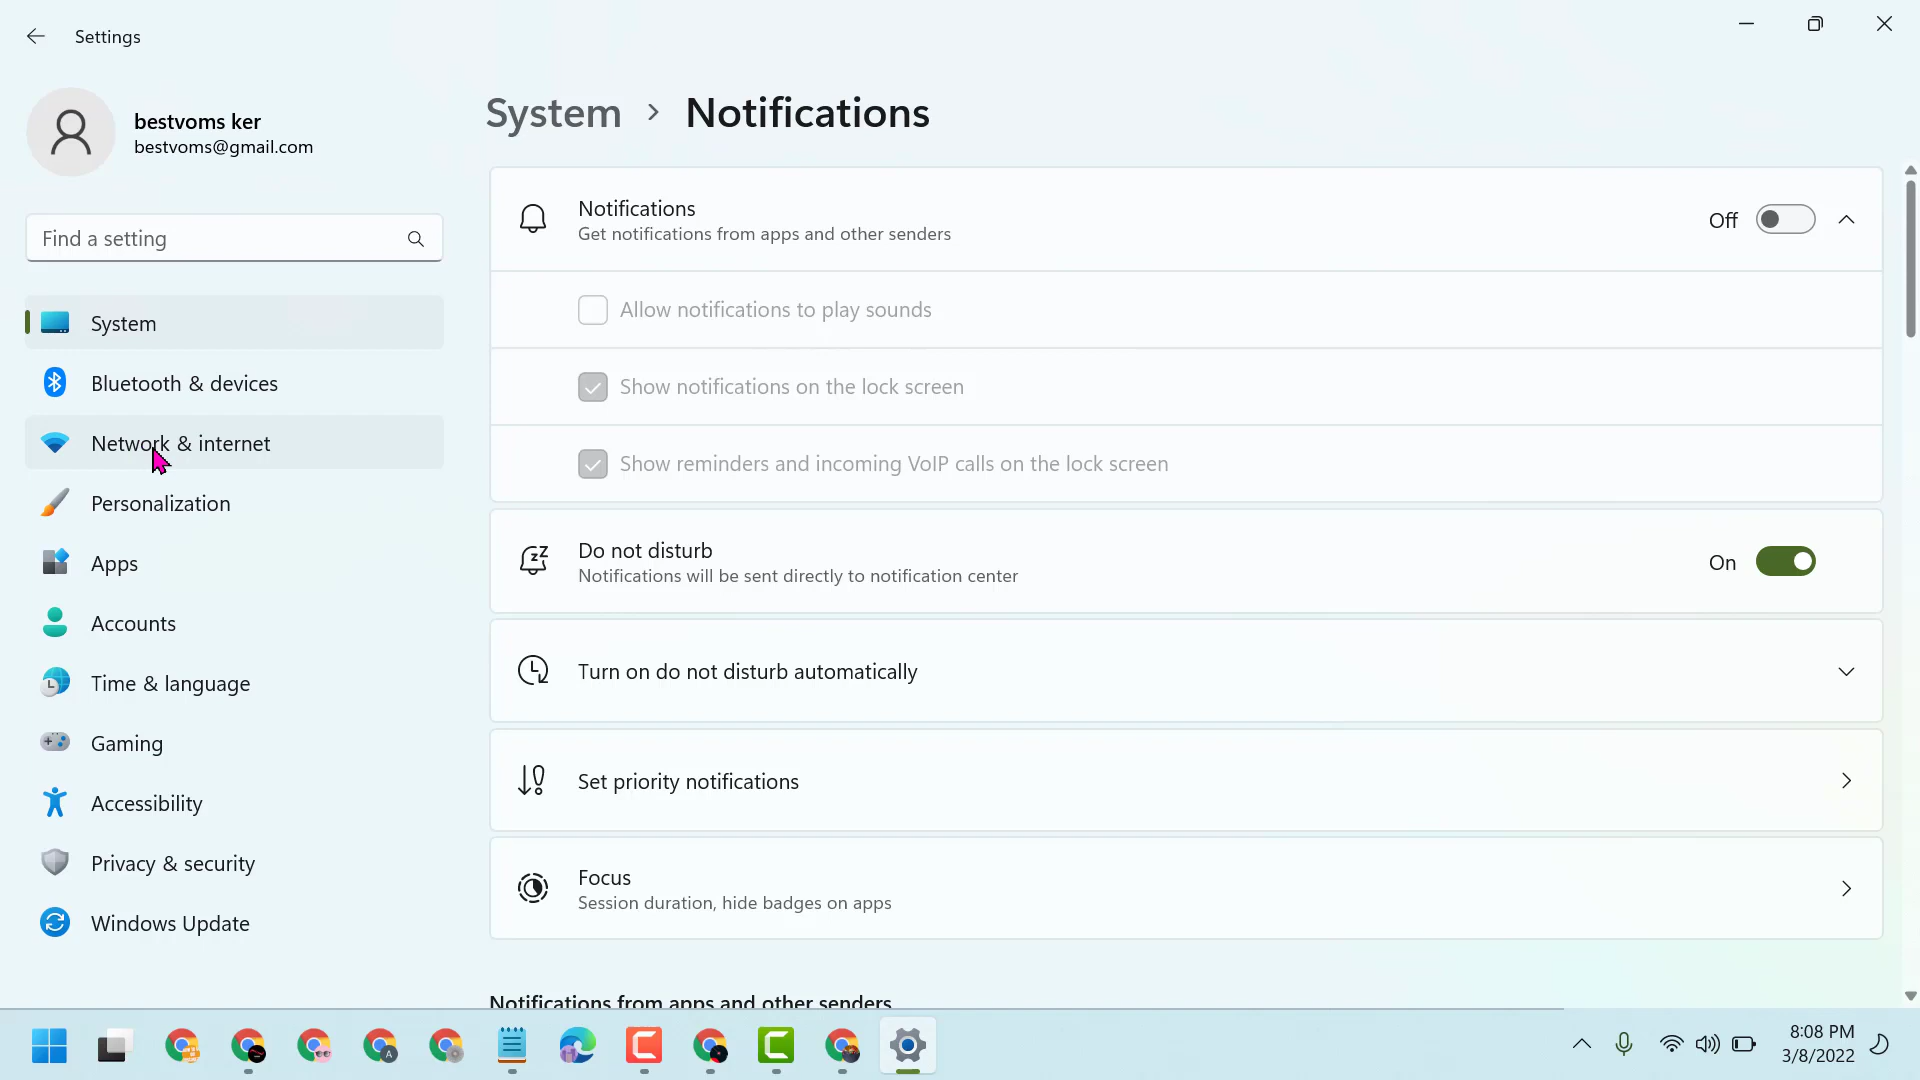 Settings
bestvoms ker
bestvoms@gmail.com
Find a setting
System
Bluetooth & devices
Network & internet
Personalization
Apps
Accounts
Time & language
Gaming
Accessibility
Privacy & security
Windows Update
System > Notifications
Notifications
Get notifications from apps and other senders
Off
Allow notifications to play sounds
Show notifications on the lock screen
Show reminders and incoming VoIP calls on the lock screen
Do not disturb
Notifications will be sent directly to notification center
On
Turn on do not disturb automatically
Set priority notifications
Focus
Session duration, hide badges on apps
Notifications from apps and other senders
A
8:08 PM
3/8/2022